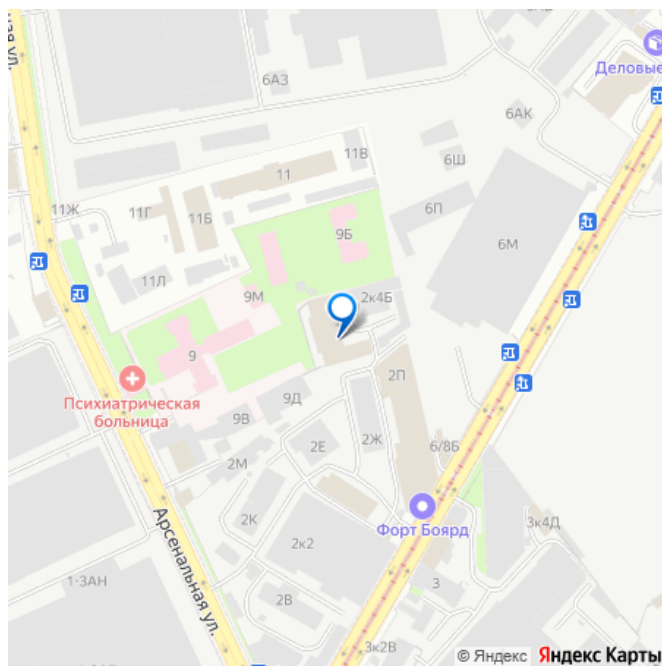 6А3
Деловые
6АК
11В
11
6Ш
11Ж
11Г
11Б
6П
9Б
6М
11Л
9М
2к4Б
9
Психиатрическая
больница
2П
9Д
9В
2Ж
2Е
6/8Б
2М
2К
Форт Боярд
3к4Д
Арсенальная ул.
2к2
1-3АН
3
2В
3к2В
© Яндекс Яндекс Карты